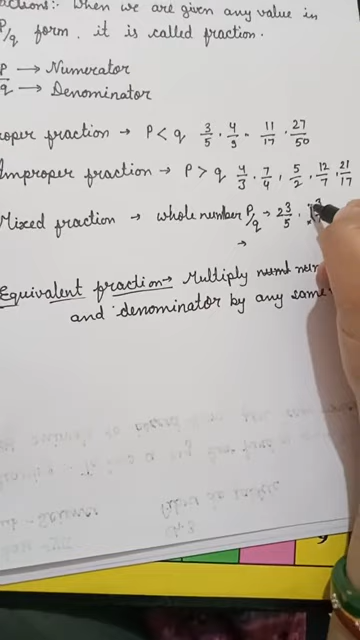 actions:- When we are given any value in
P/q form, it is called fraction.
P → Numerator
q → Denominator
oper fraction → P < q 3/5, 4/9, 11/17, 27/50
Improper fraction → P > q 4/3, 7/4, 5/2, 12/7, 21/17
Mixed fraction → whole number P/q → 2 3/5,
→
Equivalent fraction → Multiply
and denominator by any same